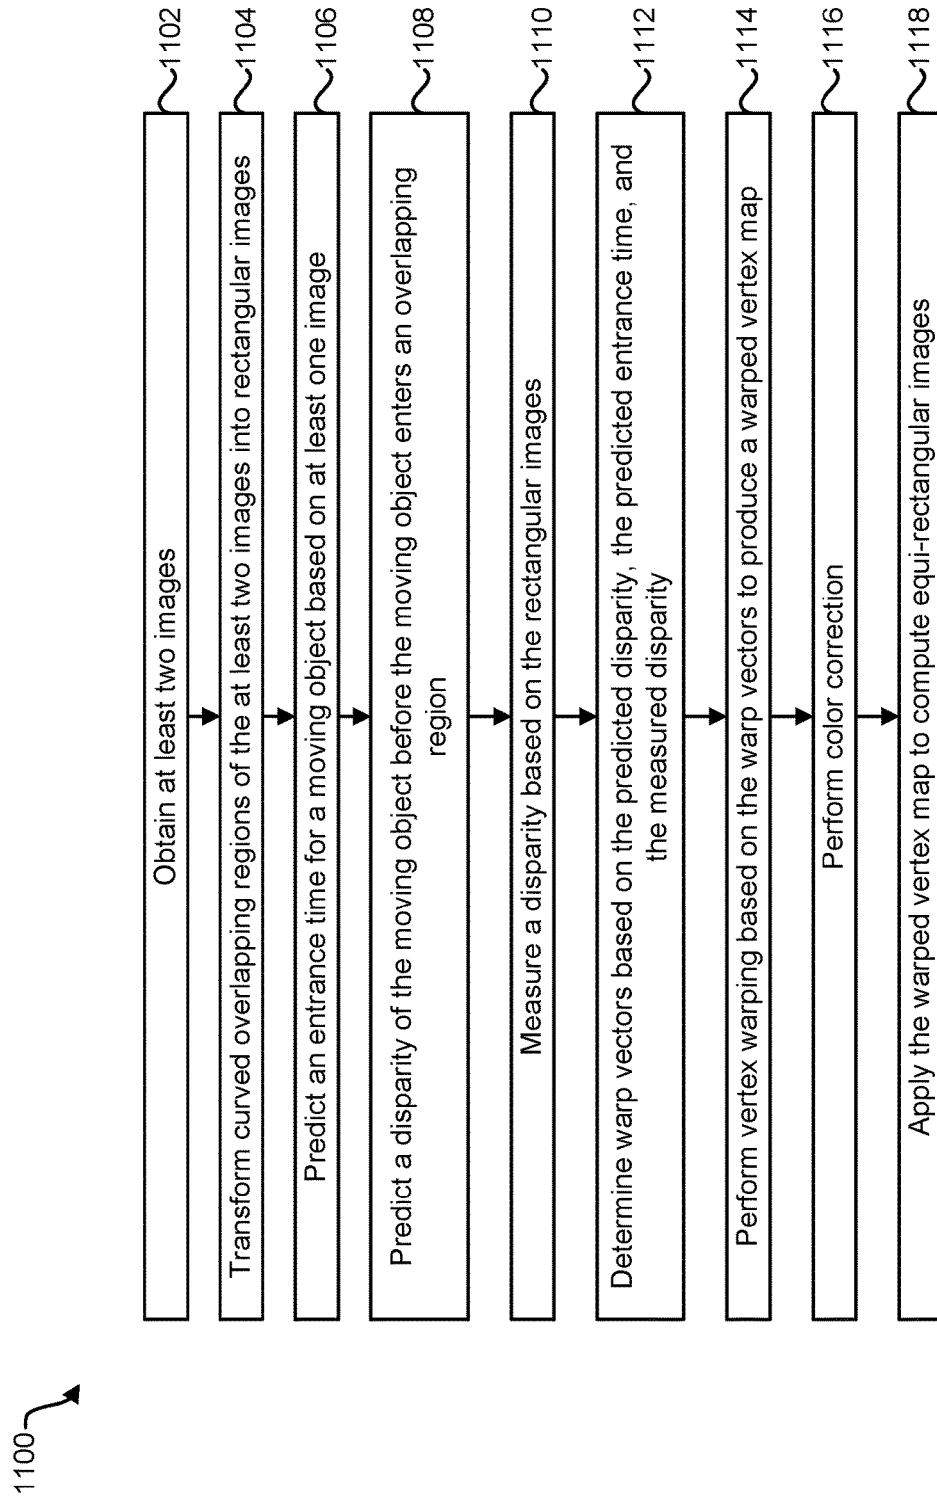 1100
Obtain at least two images
1102
Transform curved overlapping regions of the at least two images into rectangular images
1104
Predict an entrance time for a moving object based on at least one image
1106
Predict a disparity of the moving object before the moving object enters an overlapping
region
1108
Measure a disparity based on the rectangular images
1110
Determine warp vectors based on the predicted disparity, the predicted entrance time, and
the measured disparity
1112
Perform vertex warping based on the warp vectors to produce a warped vertex map
1114
Perform color correction
1116
Apply the warped vertex map to compute equi-rectangular images
1118